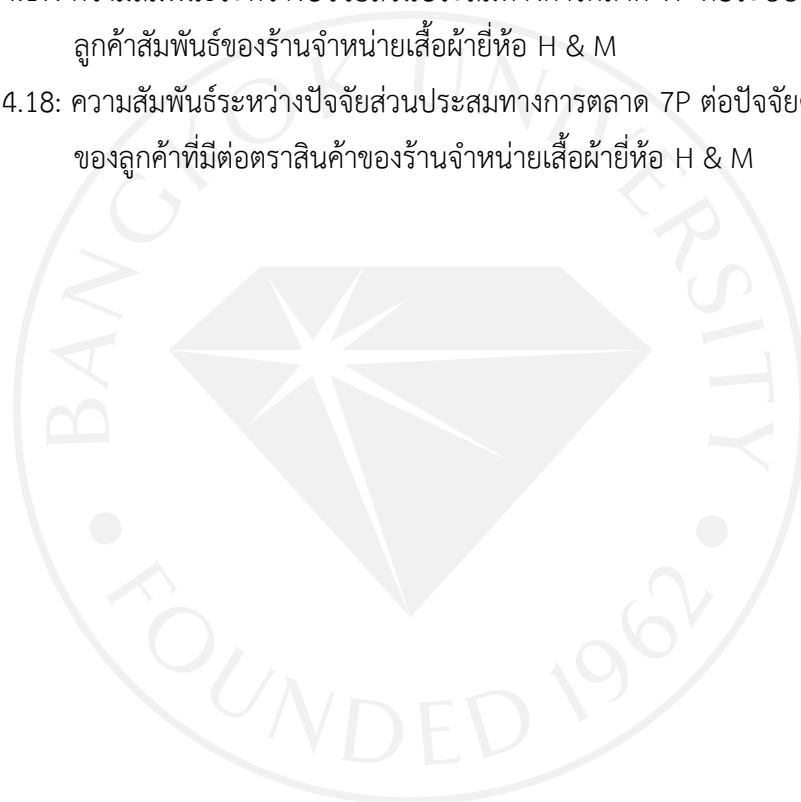 ลูกค้าสัมพันธ์ของร้านจำหน่ายเสื้อผ้ายี่ห้อ H & M
4.18: ความสัมพันธ์ระหว่างปัจจัยส่วนประสมทางการตลาด 7P ต่อปัจจัย
ของลูกค้าที่มีต่อตราสินค้าของร้านจำหน่ายเสื้อผ้ายี่ห้อ H & M
BANGKOK UNIVERSITY
FOUNDED 1962